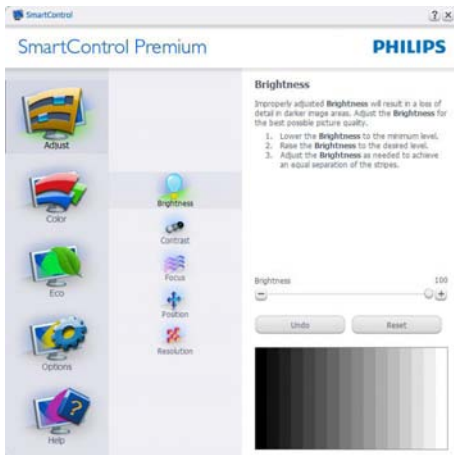 SmartControl
SmartControl Premium
PHILIPS
Adjust
Color
Eco
Options
Help
Brightness
Contrast
Focus
Position
Resolution
Brightness
Improperly adjusted Brightness will result in a loss of
detail in darker image areas. Adjust the Brightness for
the best possible picture quality.
1. Lower the Brightness to the minimum level.
2. Raise the Brightness to the desired level.
3. Adjust the Brightness as needed to achieve
an equal separation of the stripes.
Brightness 100
Undo Reset